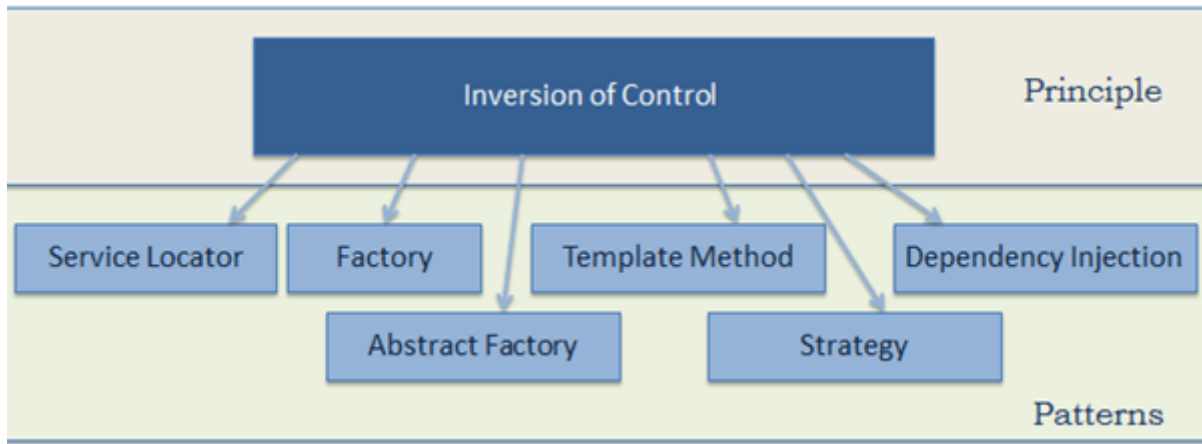 Inversion of Control
Principle
Service Locator
Factory
Template Method
Dependency Injection
Abstract Factory
Strategy
Patterns